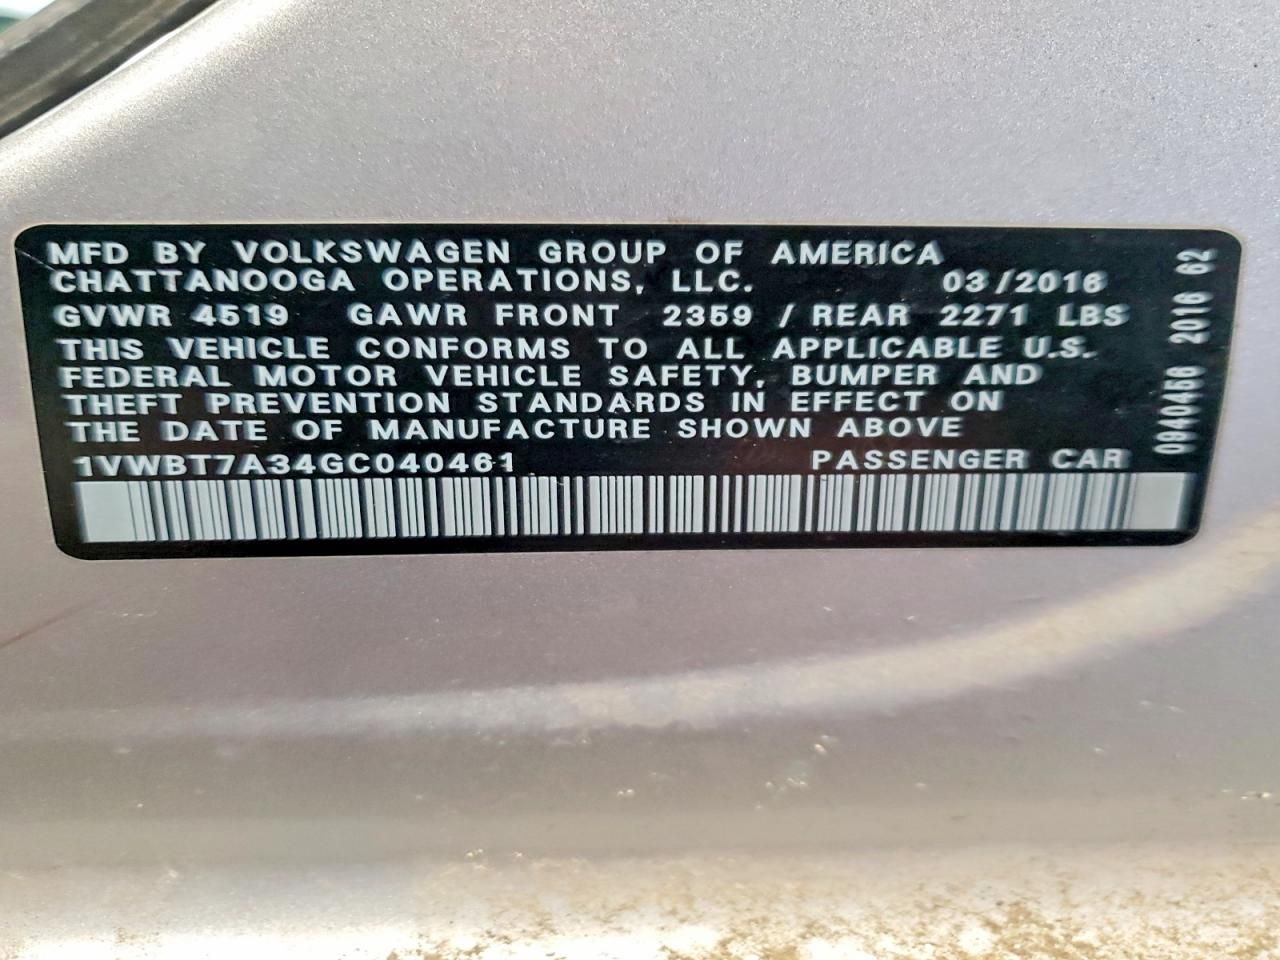 MFD BY VOLKSWAGEN GROUP OF AMERICA
CHATTANOOGA OPERATIONS, LLC. 03/2016
GVWR 4519 GAWR FRONT 2359 / REAR 2271 LBS
THIS VEHICLE CONFORMS TO ALL APPLICABLE U.S.
FEDERAL MOTOR VEHICLE SAFETY, BUMPER AND
THEFT PREVENTION STANDARDS IN EFFECT ON
THE DATE OF MANUFACTURE SHOWN ABOVE
1VWBT7A34GC040461 PASSENGER CAR
0940456 2016 62